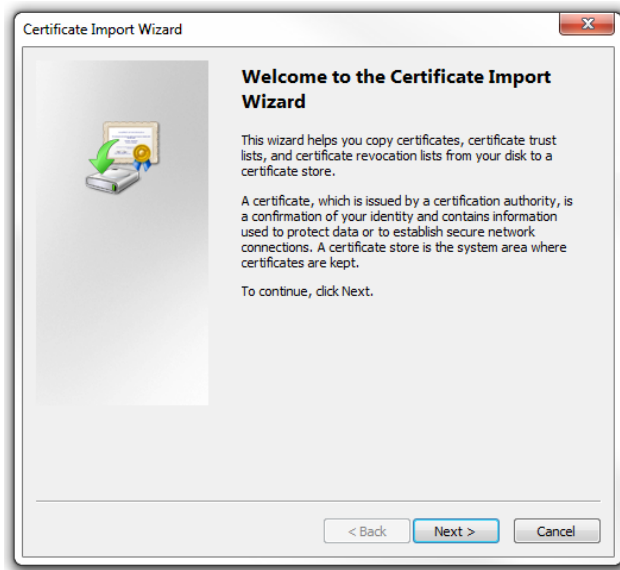 Certificate Import Wizard
Welcome to the Certificate Import
Wizard
This wizard helps you copy certificates, certificate trust
lists, and certificate revocation lists from your disk to a
certificate store.
A certificate, which is issued by a certification authority, is
a confirmation of your identity and contains information
used to protect data or to establish secure network
connections. A certificate store is the system area where
certificates are kept.
To continue, click Next.
< Back Next > Cancel